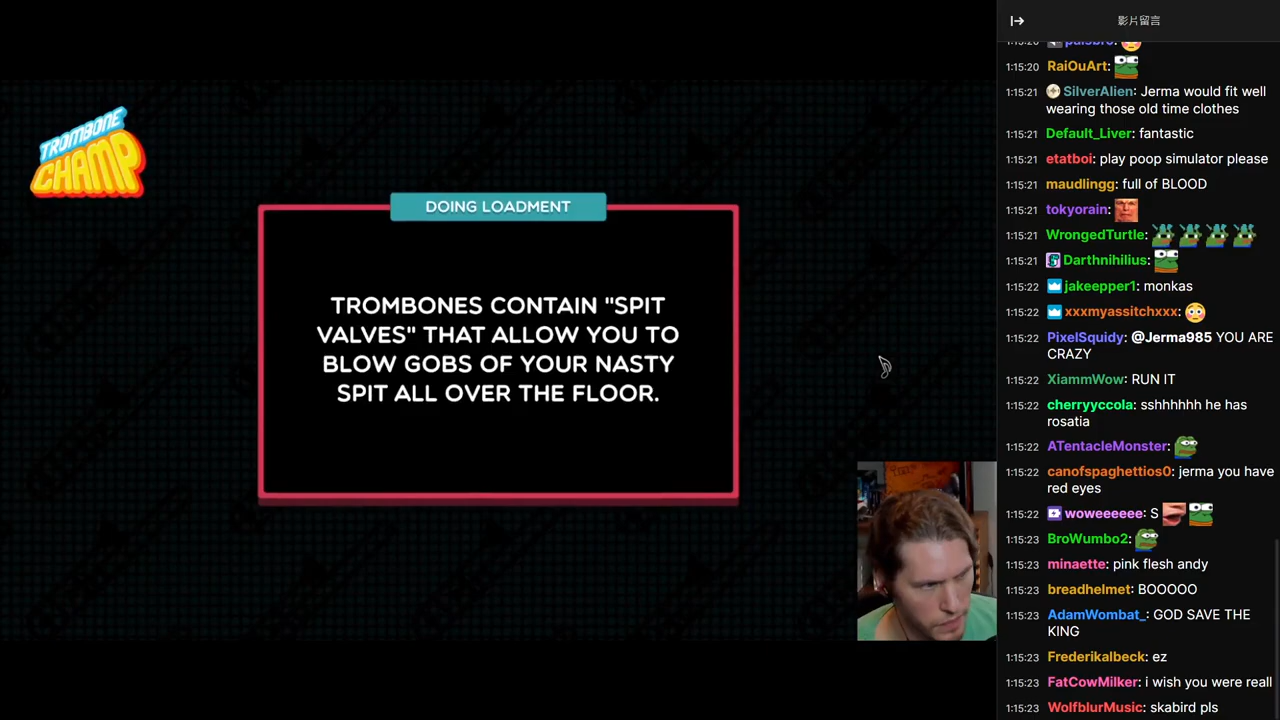 TROMBONE
CHAMP
DOING LOADMENT
TROMBONES CONTAIN "SPIT
VALVES" THAT ALLOW YOU TO
BLOW GOBS OF YOUR NASTY
SPIT ALL OVER THE FLOOR.
影片留言
1:15:20
1:15:20 RaiOuArt:
1:15:21 SilverAlien: Jerma would fit well
wearing those old time clothes
1:15:21 Default_Liver: fantastic
1:15:21 etatboi: play poop simulator please
1:15:21 maudlingg: full of BLOOD
1:15:21 tokyorain:
1:15:21 WrongedTurtle:
1:15:21 Darthnihilius:
1:15:22 jakeepper1: monkas
1:15:22 xxxmyassitchxxx:
1:15:22 PixelSquidy: @Jerma985 YOU ARE
CRAZY
1:15:22 XiammWow: RUN IT
1:15:22 cherryyccola: sshhhhhh he has
rosatia
1:15:22 ATentacleMonster:
1:15:22 canofspaghettios0: jerma you have
red eyes
1:15:22 woweeeeee: S
1:15:23 BroWumbo2:
1:15:23 minaette: pink flesh andy
1:15:23 breadhelmet: BOOOOO
1:15:23 AdamWombat_: GOD SAVE THE
KING
1:15:23 Frederikalbeck: ez
1:15:23 FatCowMilker: i wish you were reall
1:15:23 WolfblurMusic: skabird pls